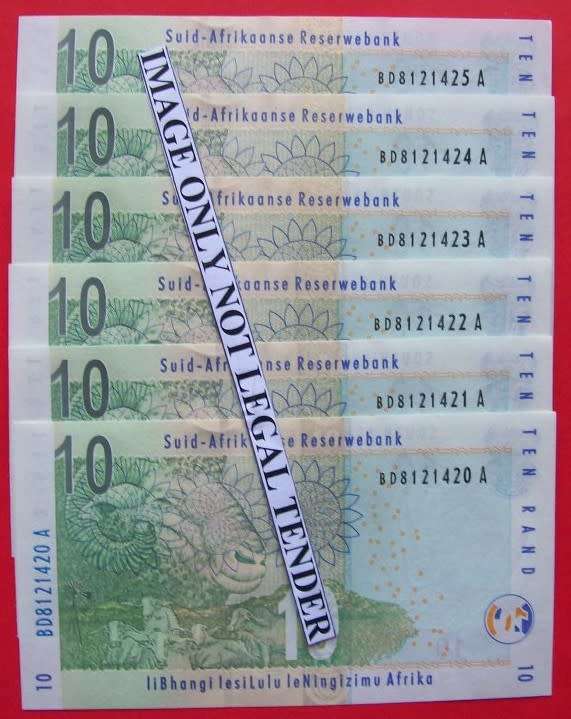 10 Suid-Afrikaanse Reserwebank TEN
BD8121425 A
10 Suid-Afrikaanse Reserwebank TEN
BD8121424 A
10 Suid-Afrikaanse Reserwebank TEN
BD8121423 A
10 Suid-Afrikaanse Reserwebank TEN
BD8121422 A
10 Suid-Afrikaanse Reserwebank TEN
BD8121421 A
10 Suid-Afrikaanse Reserwebank TEN RAND
BD8121420 A
BD8121420 A
10
10
10
IiBhangi lesiLulu leNingizimu Afrika
IMAGE ONLY NOT LEGAL TENDER